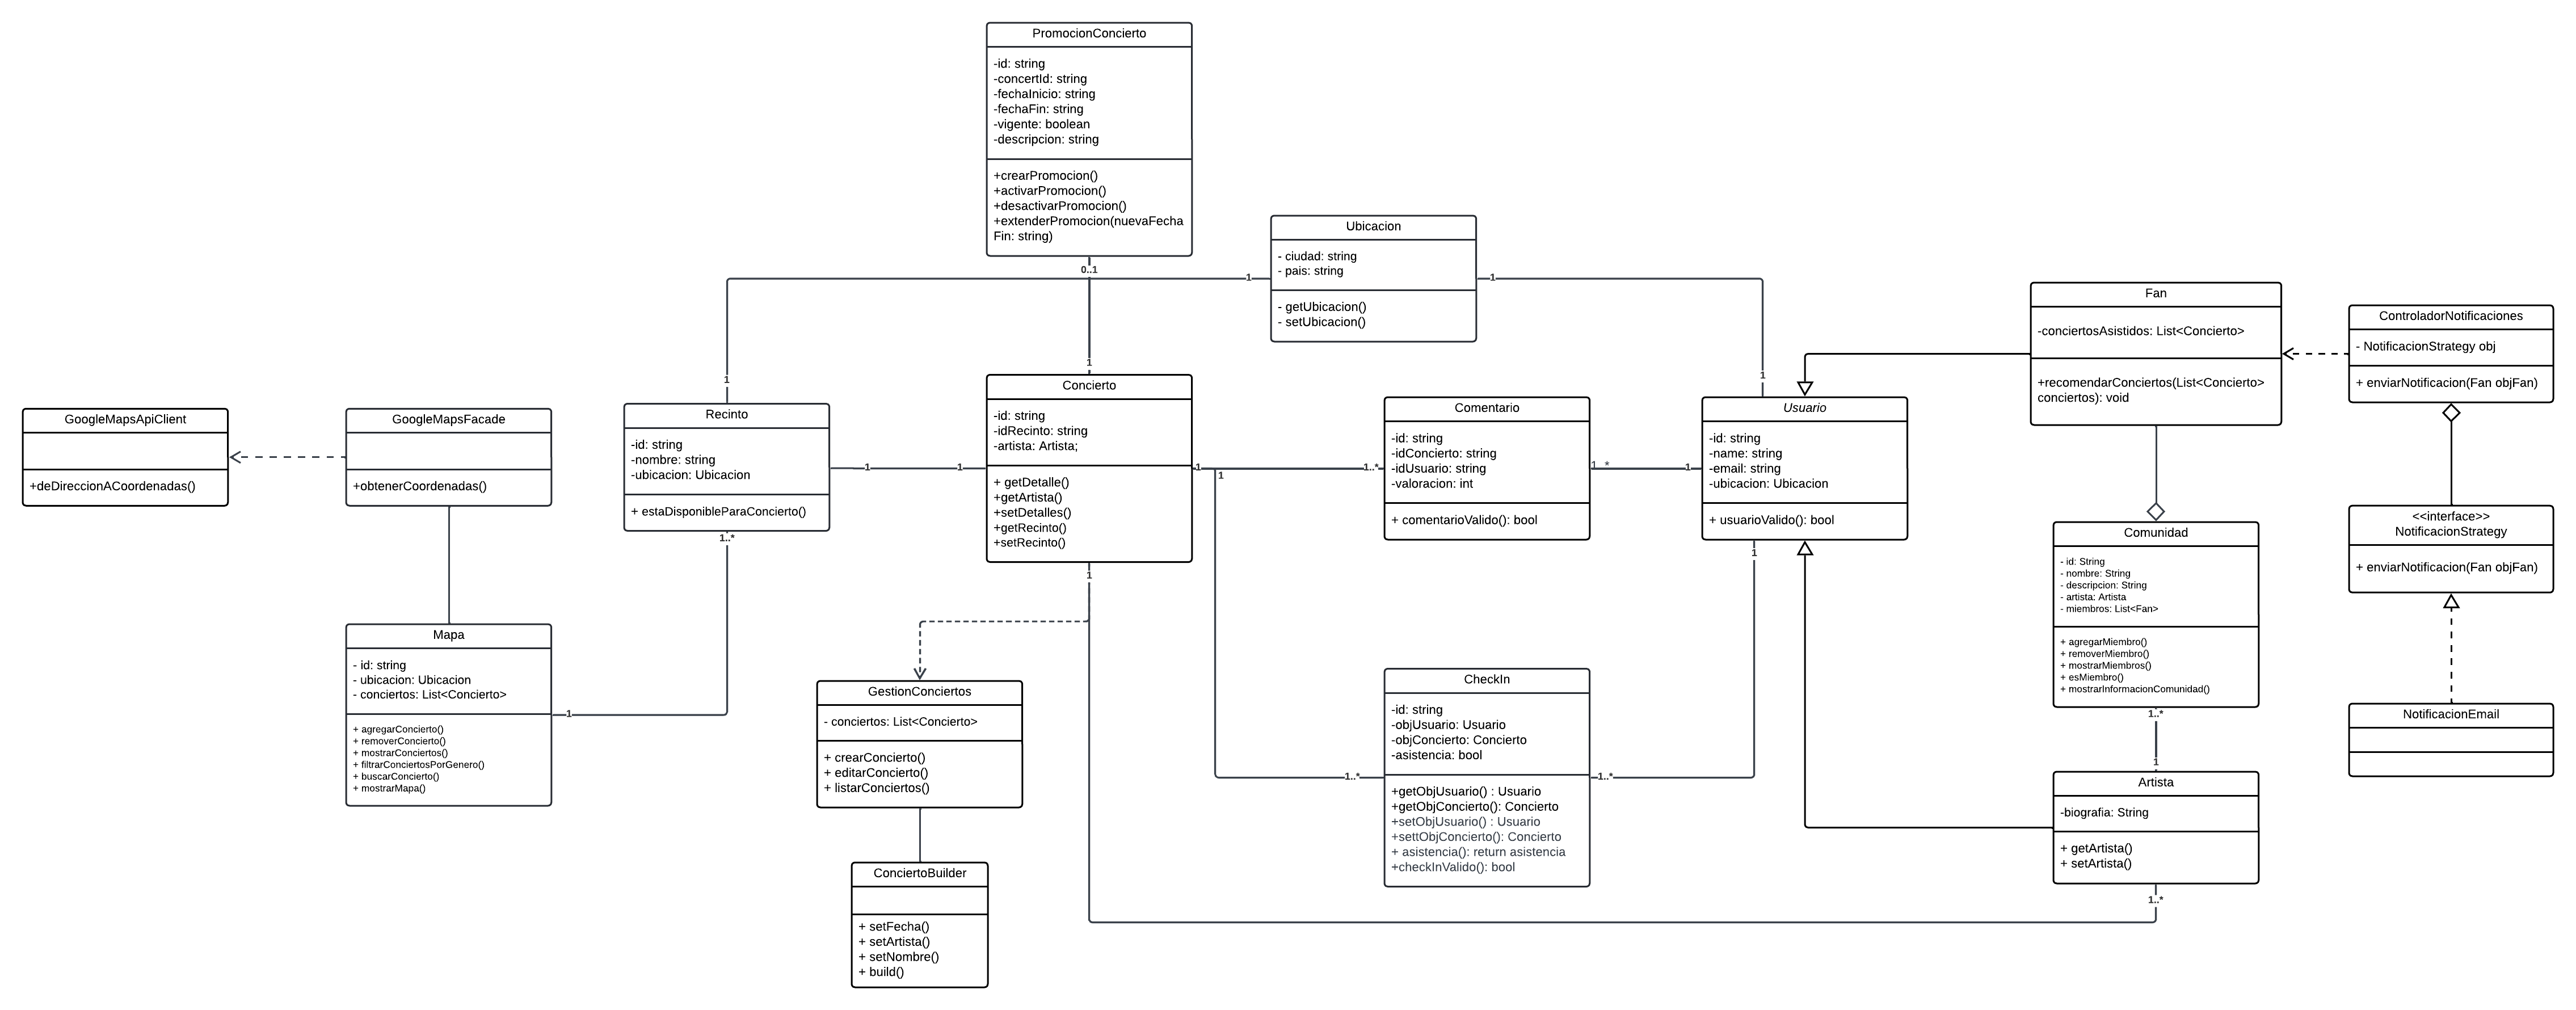 PromocionConcierto
-id: string
-concertId: string
-fechaInicio: string
-fechaFin: string
-vigente: boolean
-descripcion: string
+crearPromocion()
+activarPromocion()
+desactivarPromocion()
+extenderPromocion(nuevaFecha
Fin: string)
0..1
1
Ubicacion
- ciudad: string
- pais: string
- getUbicacion()
- setUbicacion()
1
1
1
1
GoogleMapsApiClient
+deDireccionACoordenadas()
GoogleMapsFacade
+obtenerCoordenadas()
Mapa
- id: string
- ubicacion: Ubicacion
- conciertos: List<Concierto>
+ agregarConcierto()
+ removerConcierto()
+ mostrarConciertos()
+ filtrarConciertosPorGenero()
+ buscarConcierto()
+ mostrarMapa()
1
1..*
Recinto
-id: string
-nombre: string
-ubicacion: Ubicacion
+ estaDisponibleParaConcierto()
1
1
Concierto
-id: string
-idRecinto: string
-artista: Artista;
+ getDetalle()
+getArtista()
+setDetalles()
+getRecinto()
+setRecinto()
1
1
1
1..*
GestionConciertos
- conciertos: List<Concierto>
+ crearConcierto()
+ editarConcierto()
+ listarConciertos()
ConciertoBuilder
+ setFecha()
+ setArtista()
+ setNombre()
+ build()
Comentario
-id: string
-idConcierto: string
-idUsuario: string
-valoracion: int
+ comentarioValido(): bool
1..*
1
Usuario
-id: string
-name: string
-email: string
-ubicacion: Ubicacion
+ usuarioValido(): bool
1
CheckIn
-id: string
-objUsuario: Usuario
-objConcierto: Concierto
-asistencia: bool
+getObjUsuario() : Usuario
+getObjConcierto(): Concierto
+setObjUsuario() : Usuario
+settObjConcierto(): Concierto
+ asistencia(): return asistencia
+checkInValido(): bool
1..*
1..*
Fan
-conciertosAsistidos: List<Concierto>
+recomendarConciertos(List<Concierto>
conciertos): void
Comunidad
- id: String
- nombre: String
- descripcion: String
- artista: Artista
- miembros: List<Fan>
+ agregarMiembro()
+ removerMiembro()
+ mostrarMiembros()
+ esMiembro()
+ mostrarInformacionComunidad()
1..*
1
Artista
-biografia: String
+ getArtista()
+ setArtista()
1..*
ControladorNotificaciones
- NotificacionStrategy obj
+ enviarNotificacion(Fan objFan)
<<interface>>
NotificacionStrategy
+ enviarNotificacion(Fan objFan)
NotificacionEmail